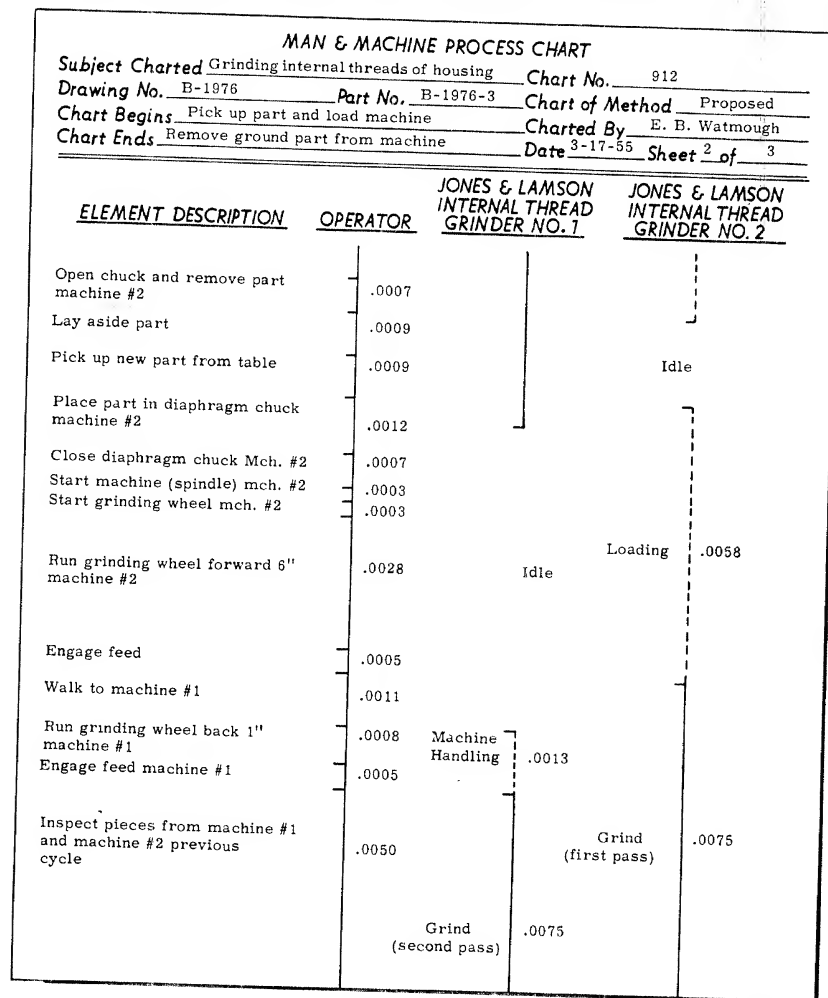 MAN & MACHINE PROCESS CHART
Subject Charted Grinding internal threads of housing Chart No. 912
Drawing No. B-1976 Part No. B-1976-3 Chart of Method Proposed
Chart Begins Pick up part and load machine Charted By E. B. Watmough
Chart Ends Remove ground part from machine Date 3-17-55 Sheet 2 of 3
ELEMENT DESCRIPTION
OPERATOR
JONES & LAMSON
INTERNAL THREAD
GRINDER NO. 1
JONES & LAMSON
INTERNAL THREAD
GRINDER NO. 2
Open chuck and remove part
machine #2
.0007
Lay aside part
.0009
Pick up new part from table
.0009
Idle
Place part in diaphragm chuck
machine #2
.0012
Close diaphragm chuck Mch. #2
.0007
Start machine (spindle) mch. #2
.0003
Start grinding wheel mch. #2
.0003
Loading .0058
Run grinding wheel forward 6"
machine #2
.0028
Idle
Engage feed
.0005
Walk to machine #1
.0011
Run grinding wheel back 1"
machine #1
.0008
Machine
Handling
.0013
Engage feed machine #1
.0005
Inspect pieces from machine #1
and machine #2 previous
cycle
.0050
Grind
(first pass)
.0075
Grind
(second pass)
.0075